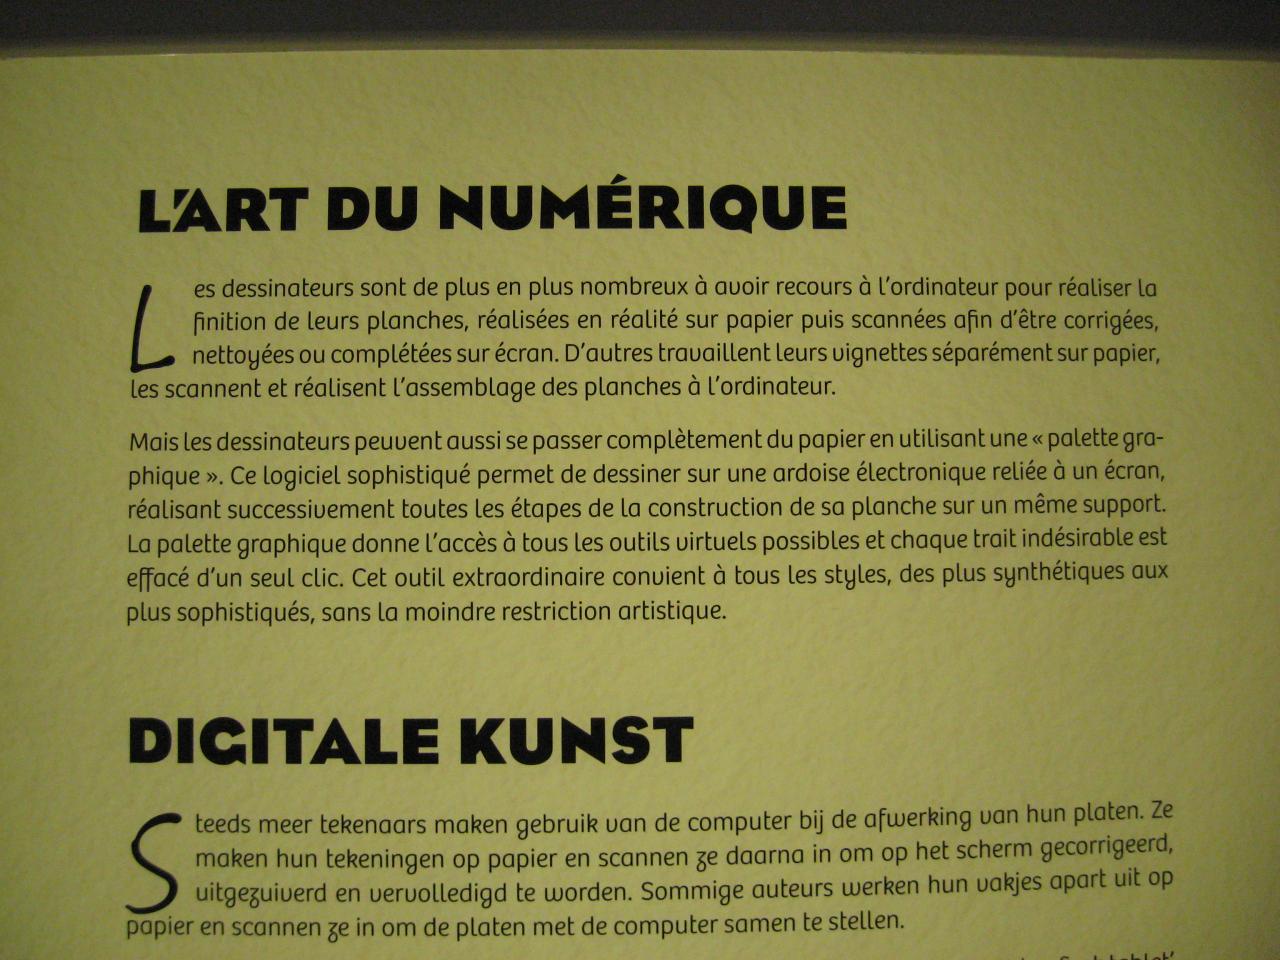 L'ART DU NUMÉRIQUE
Les dessinateurs sont de plus en plus nombreux à avoir recours à l'ordinateur pour réaliser la
finition de leurs planches, réalisées en réalité sur papier puis scannées afin d'être corrigées,
nettoyées ou complétées sur écran. D'autres travaillent leurs vignettes séparément sur papier,
les scannent et réalisent l'assemblage des planches à l'ordinateur.
Mais les dessinateurs peuvent aussi se passer complètement du papier en utilisant une « palette gra-
phique ». Ce logiciel sophistiqué permet de dessiner sur une ardoise électronique reliée à un écran,
réalisant successivement toutes les étapes de la construction de sa planche sur un même support.
La palette graphique donne l'accès à tous les outils virtuels possibles et chaque trait indésirable est
effacé d'un seul clic. Cet outil extraordinaire convient à tous les styles, des plus synthétiques aux
plus sophistiqués, sans la moindre restriction artistique.
DIGITALE KUNST
Steeds meer tekenaars maken gebruik van de computer bij de afwerking van hun platen. Ze
maken hun tekeningen op papier en scannen ze daarna in om op het scherm gecorrigeerd,
uitgezuiverd en vervolledigd te worden. Sommige auteurs werken hun vakjes apart uit op
papier en scannen ze in om de platen met de computer samen te stellen.